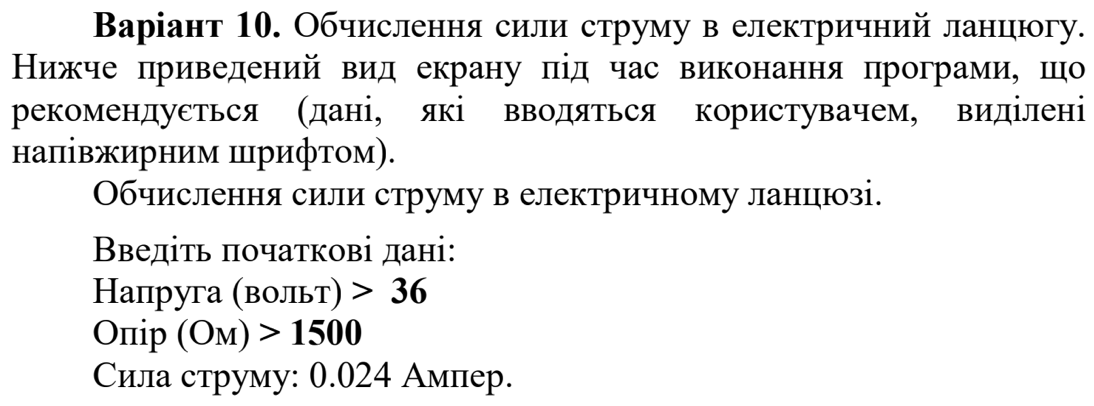 Варіант 10. Обчислення сили струму в електричний ланцюгу.
Нижче приведений вид екрану під час виконання програми, що
рекомендується (дані, які вводяться користувачем, виділені
напівжирним шрифтом).
Обчислення сили струму в електричному ланцюзі.
Введіть початкові дані:
Напруга (вольт) > 36
Опір (Ом) > 1500
Сила струму: 0.024 Ампер.